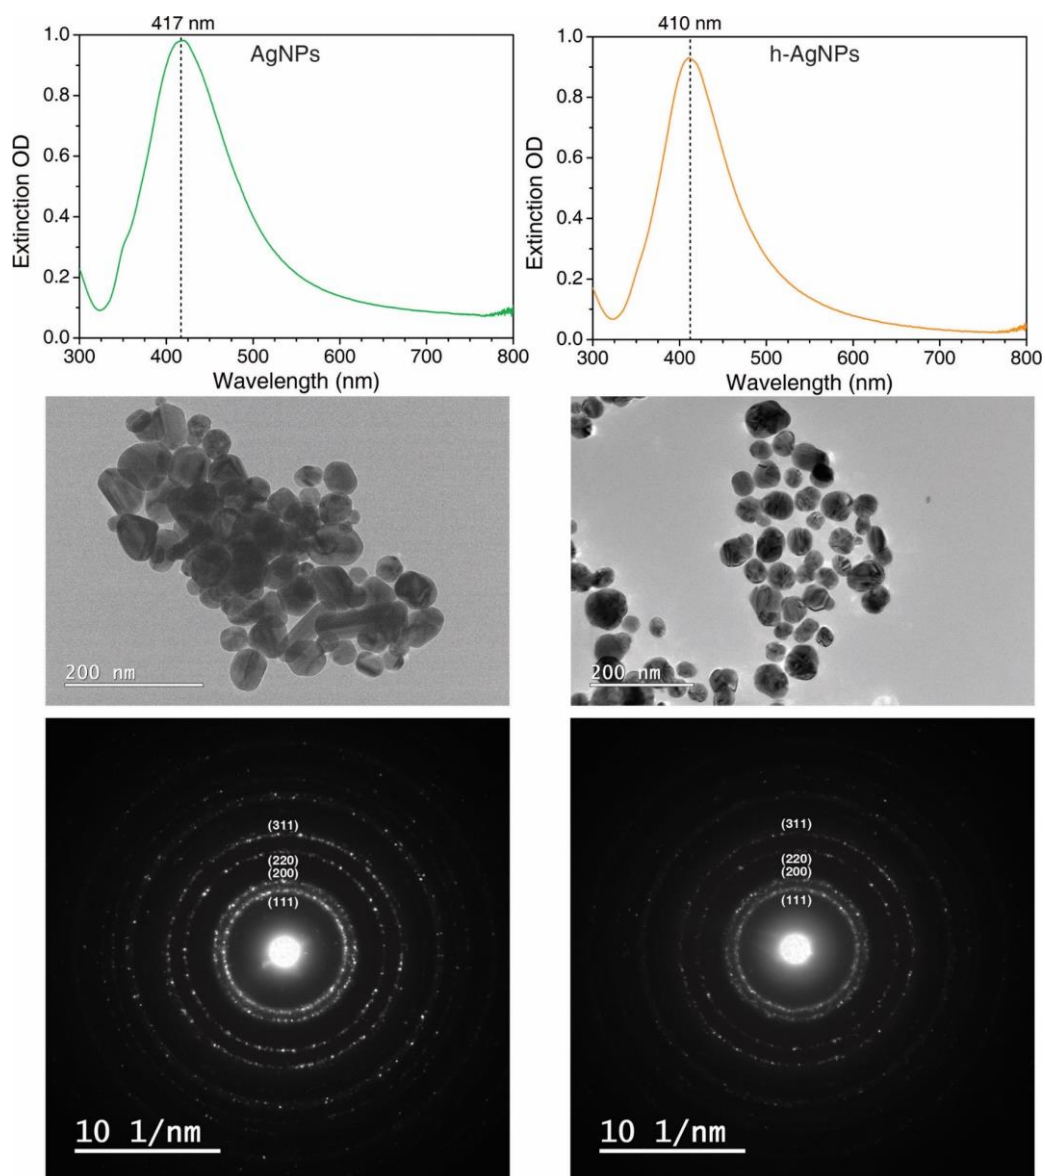 417 nm
AgNPs
Extinction OD
1.0
0.8
0.6
0.4
0.2
0.0
300 400 500 600 700 800
Wavelength (nm)
410 nm
h-AgNPs
Extinction OD
1.0
0.8
0.6
0.4
0.2
0.0
300 400 500 600 700 800
Wavelength (nm)
200 nm
200 nm
(311)
(220)
(200)
(111)
10 1/nm
(311)
(220)
(200)
(111)
10 1/nm